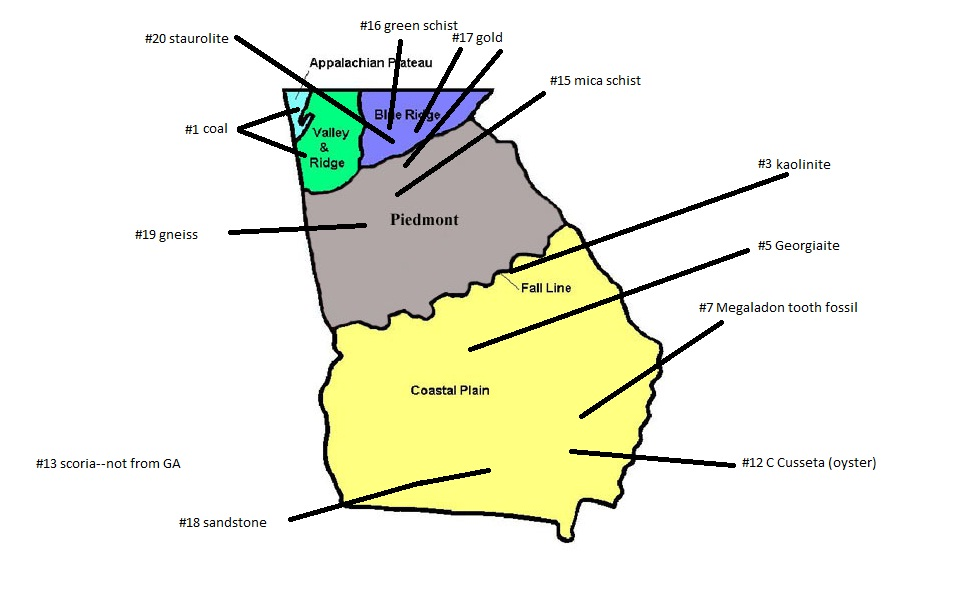 #16 green schist
#20 staurolite
#17 gold
Appalachian Plateau
#15 mica schist
Blue Ridge
#1 coal
Valley
&
Ridge
#3 kaolinite
Piedmont
#19 gneiss
#5 Georgiaite
Fall Line
#7 Megaladon tooth fossil
Coastal Plain
#13 scoria--not from GA
#12 C Cusseta (oyster)
#18 sandstone